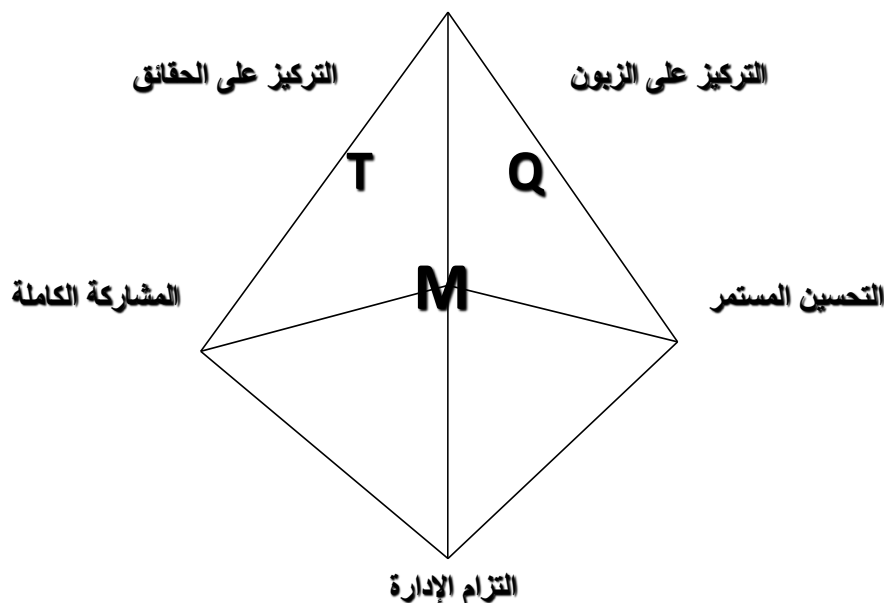 التركيز على الزبون
التركيز على الحقائق
Q
T
M
التحسين المستمر
المشاركة الكاملة
التزام الإدارة